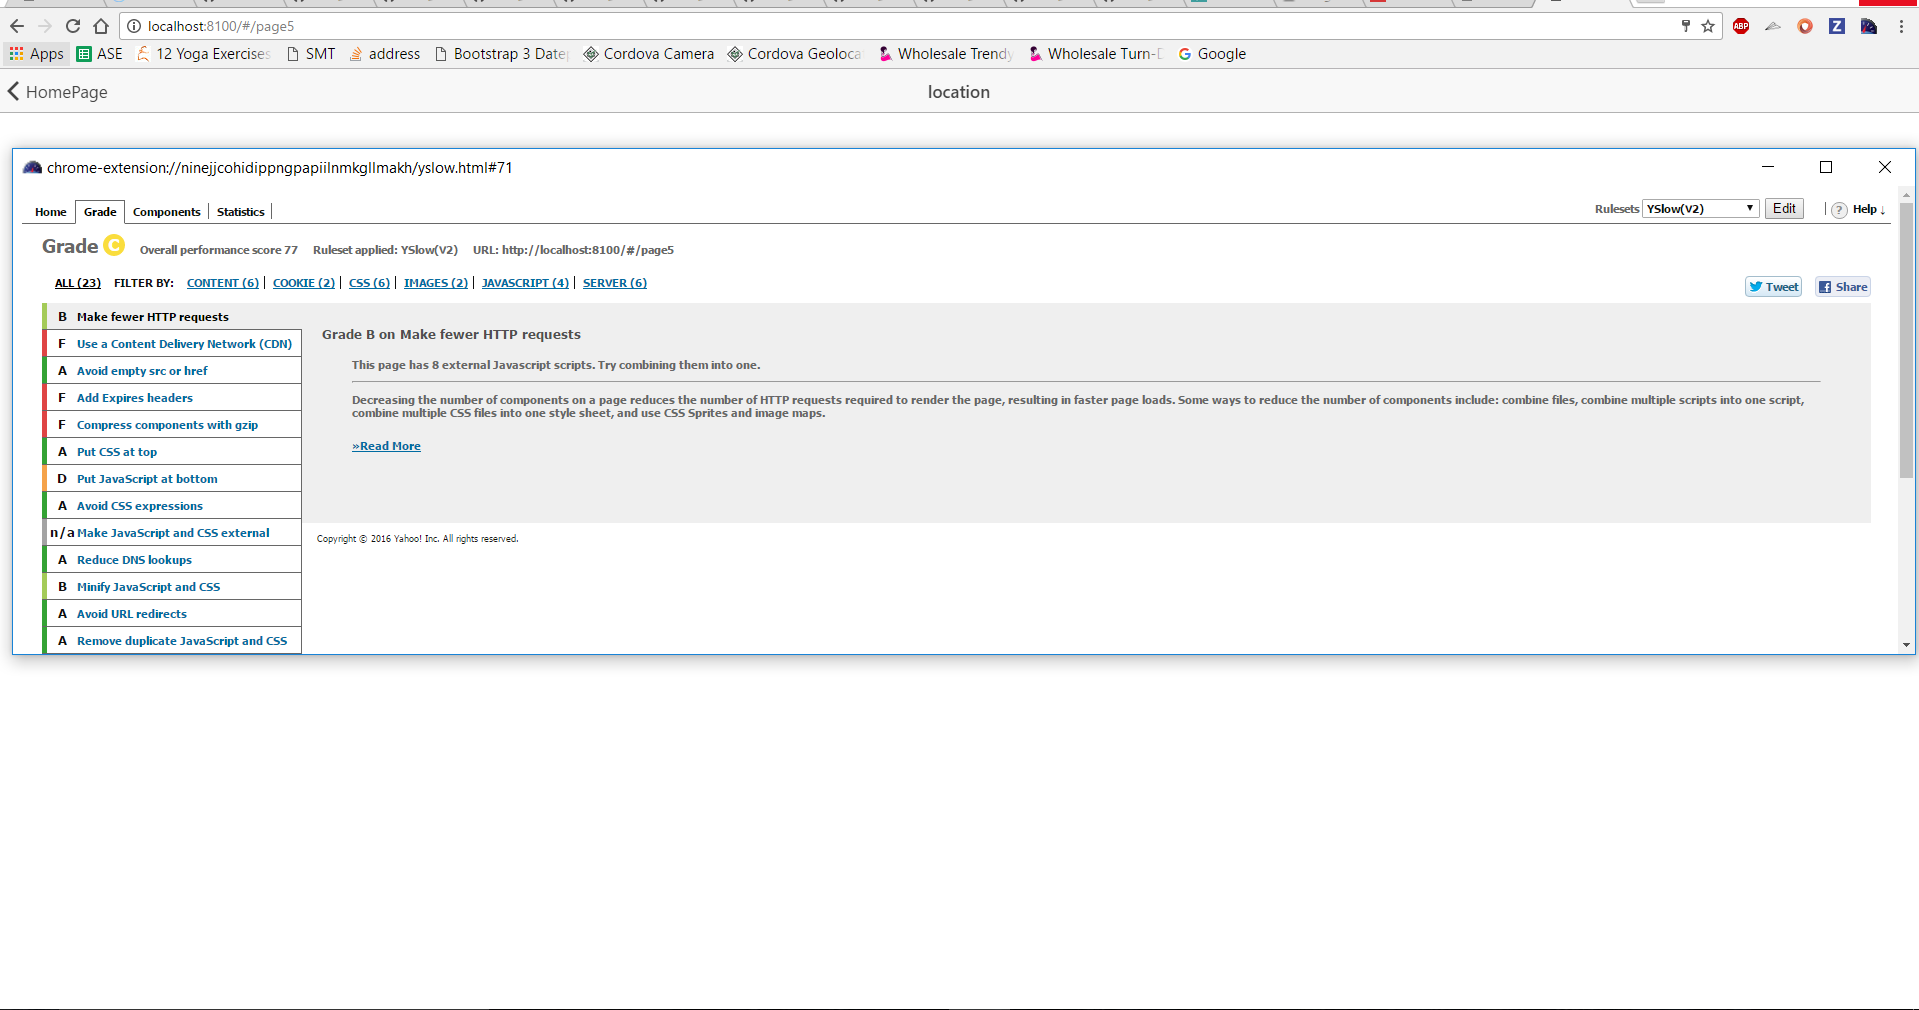 localhost:8100/#/page5
ABP
Z
Apps ASE 12 Yoga Exercises SMT address Bootstrap 3 Date Cordova Camera Cordova Geoloca Wholesale Trendy Wholesale Turn-D Google
HomePage location
chrome-extension://ninejjcohidippngpapiilnmkgllmakh/yslow.html#71
Home Grade Components Statistics Rulesets YSlow(V2) Edit ? Help ↓
Grade C Overall performance score 77 Ruleset applied: YSlow(V2) URL: http://localhost:8100/#/page5
ALL (23) FILTER BY: CONTENT (6) COOKIE (2) CSS (6) IMAGES (2) JAVASCRIPT (4) SERVER (6)
Tweet Share
B Make fewer HTTP requests
F Use a Content Delivery Network (CDN)
A Avoid empty src or href
F Add Expires headers
F Compress components with gzip
A Put CSS at top
D Put JavaScript at bottom
A Avoid CSS expressions
n/a Make JavaScript and CSS external
A Reduce DNS lookups
B Minify JavaScript and CSS
A Avoid URL redirects
A Remove duplicate JavaScript and CSS
Grade B on Make fewer HTTP requests
This page has 8 external Javascript scripts. Try combining them into one.
Decreasing the number of components on a page reduces the number of HTTP requests required to render the page, resulting in faster page loads. Some ways to reduce the number of components include: combine files, combine multiple scripts into one script,
combine multiple CSS files into one style sheet, and use CSS Sprites and image maps.
»Read More
Copyright © 2016 Yahoo! Inc. All rights reserved.